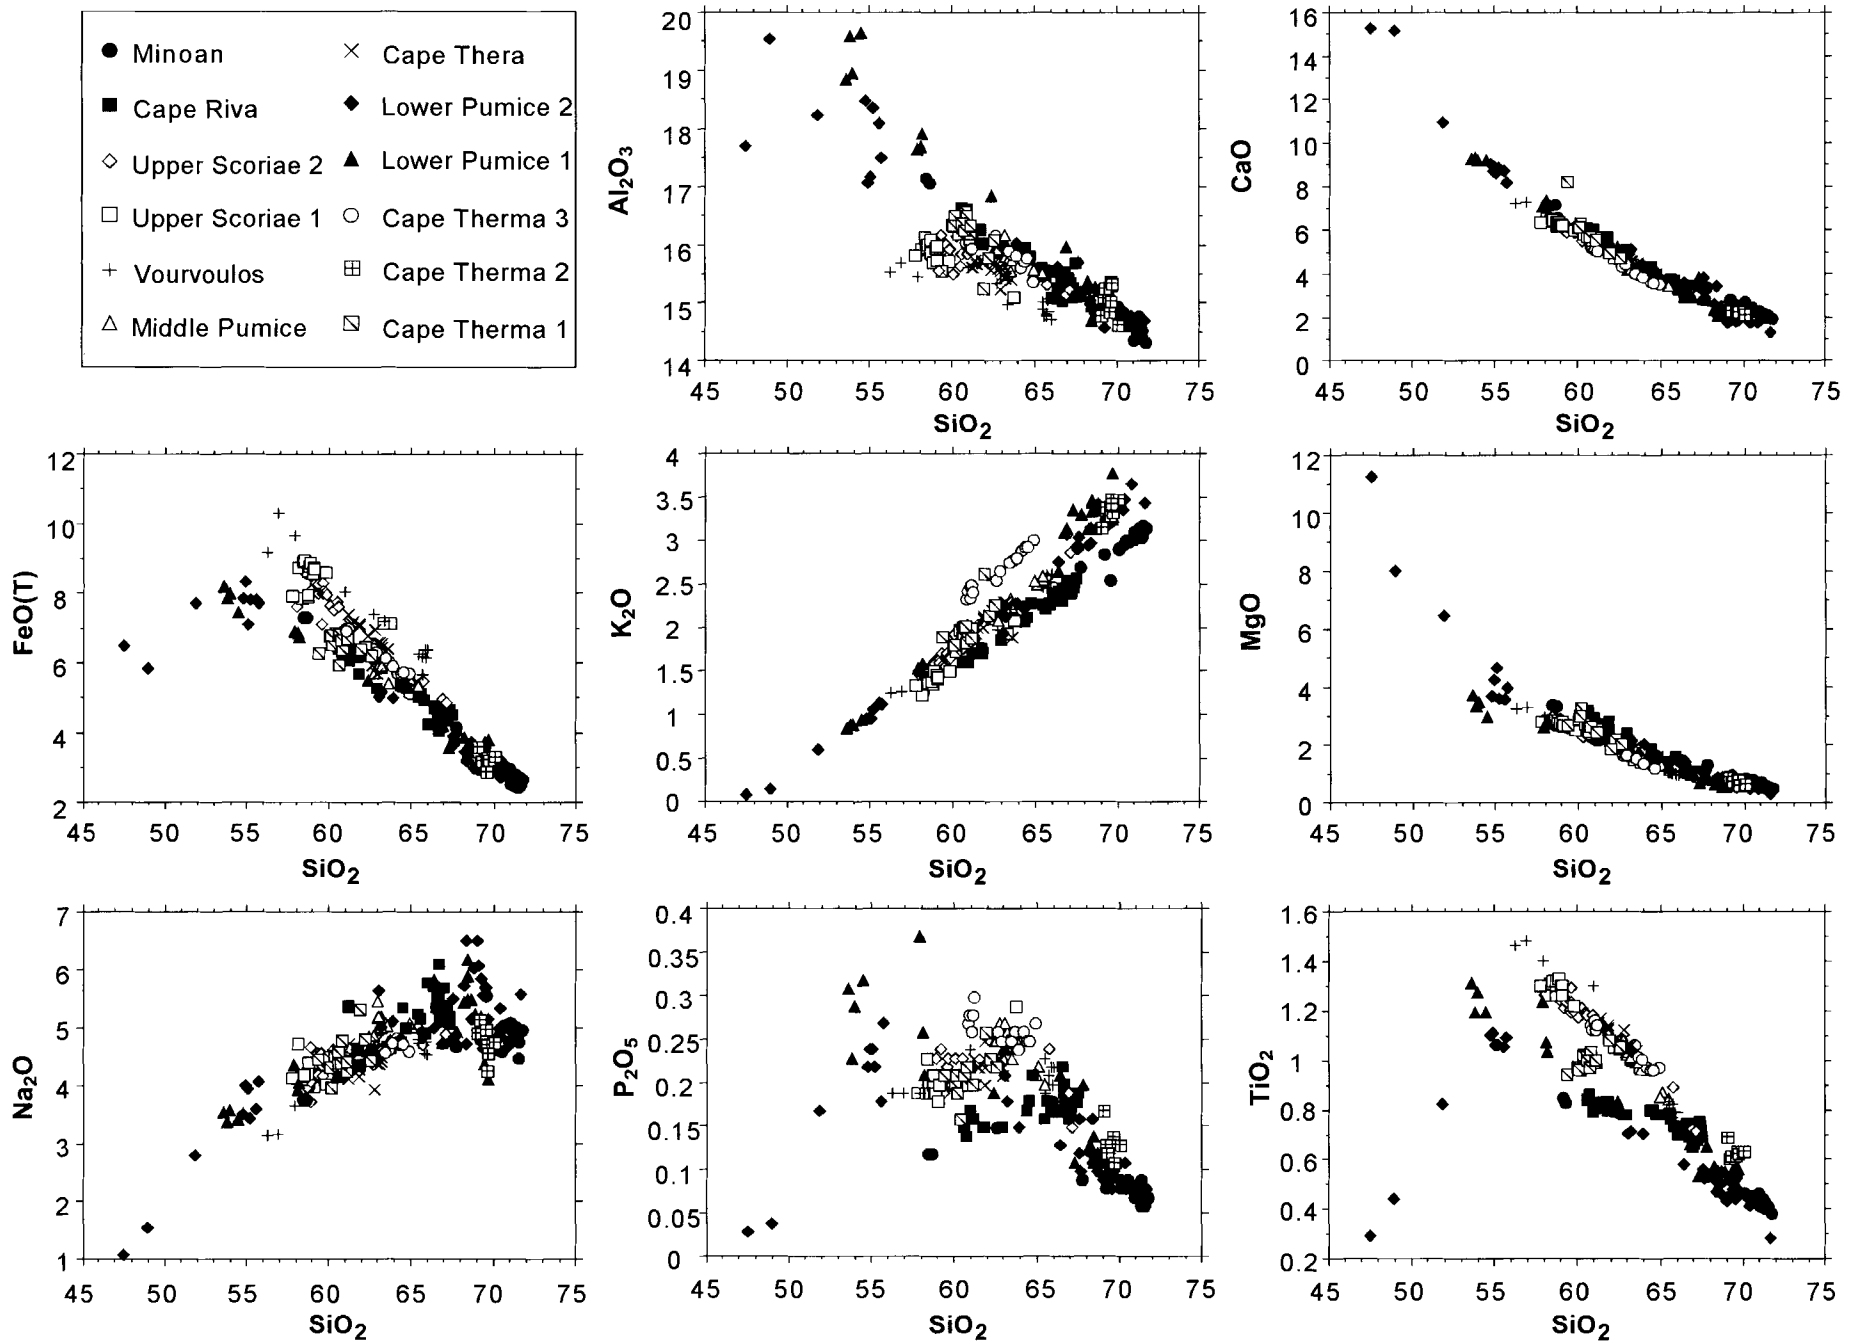 Minoan
Cape Riva
Upper Scoriae 2
Upper Scoriae 1
Vourvoulos
Middle Pumice
Cape Thera
Lower Pumice 2
Lower Pumice 1
Cape Therma 3
Cape Therma 2
Cape Therma 1
Al₂O₃
20
19
18
17
16
15
14
45 50 55 60 65 70 75
SiO₂
CaO
16
14
12
10
8
6
4
2
0
45 50 55 60 65 70 75
SiO₂
FeO(T)
12
10
8
6
4
2
45 50 55 60 65 70 75
SiO₂
K₂O
4
3.5
3
2.5
2
1.5
1
0.5
0
45 50 55 60 65 70 75
SiO₂
MgO
12
10
8
6
4
2
0
45 50 55 60 65 70 75
SiO₂
Na₂O
7
6
5
4
3
2
1
45 50 55 60 65 70 75
SiO₂
P₂O₅
0.4
0.35
0.3
0.25
0.2
0.15
0.1
0.05
0
45 50 55 60 65 70 75
SiO₂
TiO₂
1.6
1.4
1.2
1
0.8
0.6
0.4
0.2
45 50 55 60 65 70 75
SiO₂